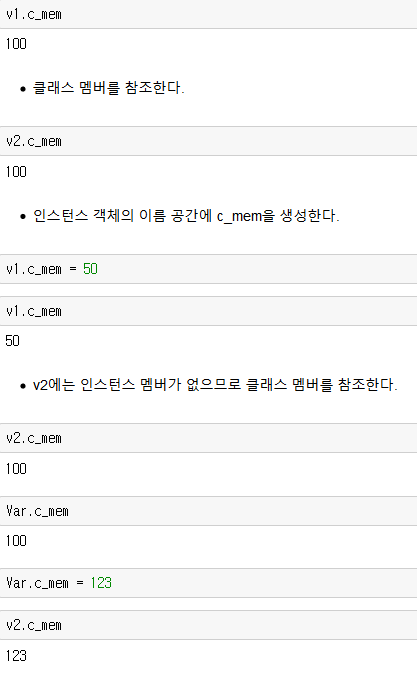 v1.c_mem
100
클래스 멤버를 참조한다.
v2.c_mem
100
인스턴스 객체의 이름 공간에 c_mem을 생성한다.
v1.c_mem = 50
v1.c_mem
50
v2에는 인스턴스 멤버가 없으므로 클래스 멤버를 참조한다.
v2.c_mem
100
Var.c_mem
100
Var.c_mem = 123
v2.c_mem
123